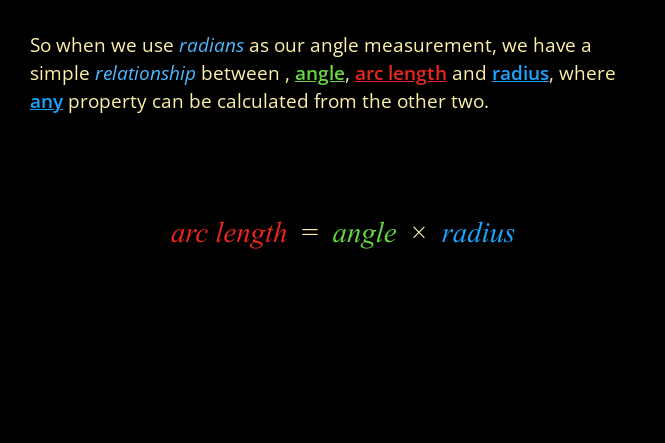 So when we use radians as our angle measurement, we have a
simple relationship between , angle, arc length and radius, where
any property can be calculated from the other two.
arc length = angle × radius